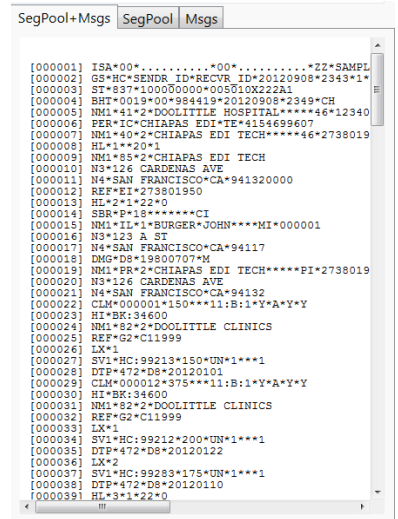 SegPool+Msgs SegPool Msgs
[000001] ISA*00*..........*00*..........*ZZ*SAMPL
[000002] GS*HC*SENDR_ID*RECVR_ID*20120908*2343*1*
[000003] ST*837*100000000*005010X222A1
[000004] BHT*0019*00*984419*20120908*2349*CH
[000005] NM1*41*2*DOOLITTLE HOSPITAL*****46*12340
[000006] PER*IC*CHIAPAS EDI*TE*4154699607
[000007] NM1*40*2*CHIAPAS EDI TECH*****46*2738019
[000008] HL*1**20*1
[000009] NM1*85*2*CHIAPAS EDI TECH
[000010] N3*126 CARDENAS AVE
[000011] N4*SAN FRANCISCO*CA*941320000
[000012] REF*EI*273801950
[000013] HL*2*1*22*0
[000014] SBR*P*18*******CI
[000015] NM1*IL*1*BURGER*JOHN****MI*000001
[000016] N3*123 A ST
[000017] N4*SAN FRANCISCO*CA*94117
[000018] DMG*D8*19800707*M
[000019] NM1*PR*2*CHIAPAS EDI TECH*****PI*2738019
[000020] N3*126 CARDENAS AVE
[000021] N4*SAN FRANCISCO*CA*94132
[000022] CLM*000001*150***11:B:1*Y*A*Y*Y
[000023] HI*BK:34600
[000024] NM1*82*2*DOOLITTLE CLINICS
[000025] REF*G2*C11999
[000026] LX*1
[000027] SV1*HC:99213*150*UN*1***1
[000028] DTP*472*D8*20120101
[000029] CLM*000012*375***11:B:1*Y*A*Y*Y
[000030] HI*BK:34600
[000031] NM1*82*2*DOOLITTLE CLINICS
[000032] REF*G2*C11999
[000033] LX*1
[000034] SV1*HC:99212*200*UN*1***1
[000035] DTP*472*D8*20120122
[000036] LX*2
[000037] SV1*HC:99283*175*UN*1***1
[000038] DTP*472*D8*20120110
[000039] HL*3*1*22*0